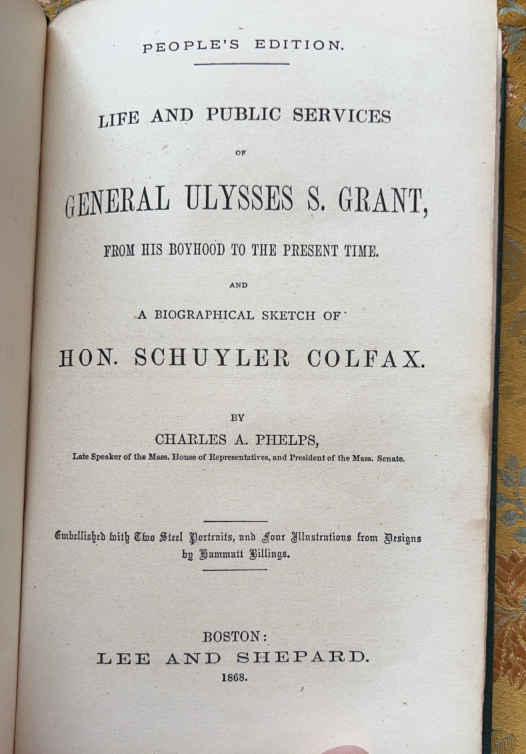 PEOPLE'S EDITION.
LIFE AND PUBLIC SERVICES
OF
GENERAL ULYSSES S. GRANT,
FROM HIS BOYHOOD TO THE PRESENT TIME.
AND
A BIOGRAPHICAL SKETCH OF
HON. SCHUYLER COLFAX.
BY
CHARLES A. PHELPS,
Late Speaker of the Mass. House of Representatives, and President of the Mass. Senate.
Embellished with Two Steel Portraits, and Four Illustrations from Designs
by Hammatt Billings.
BOSTON:
LEE AND SHEPARD.
1868.